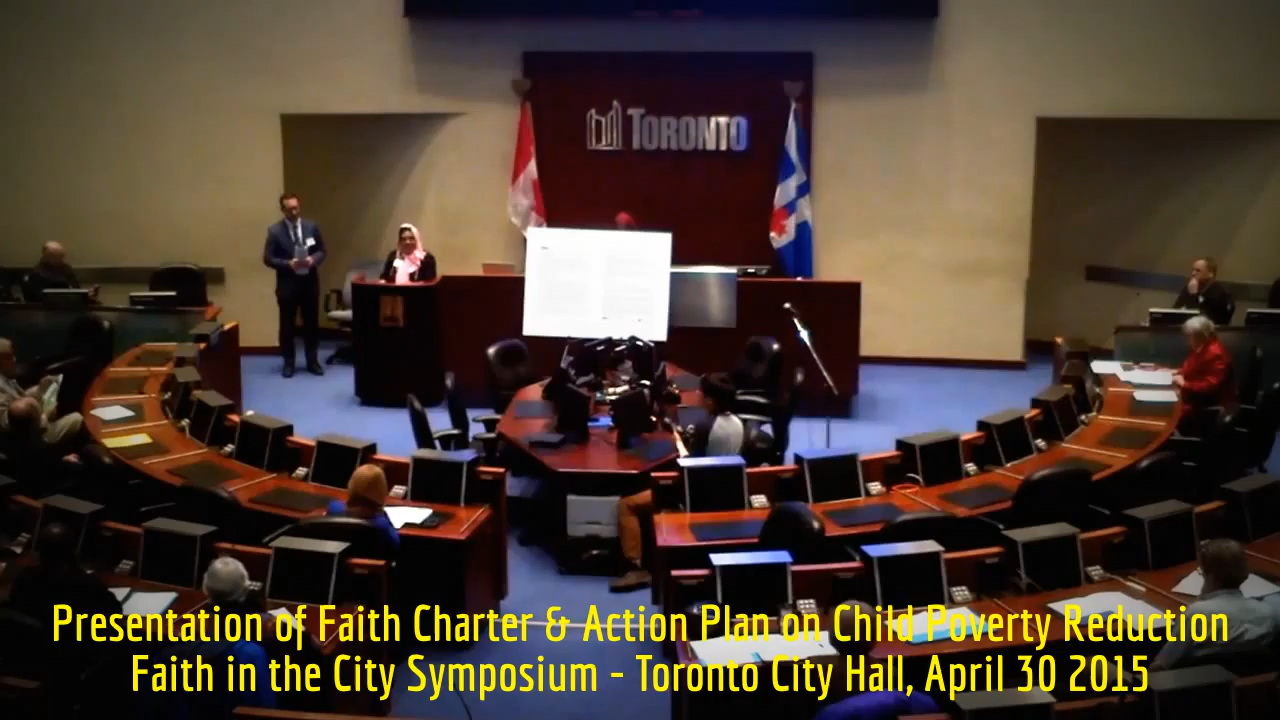 TORONTO
Presentation of Faith Charter & Action Plan on Child Poverty Reduction
Faith in the City Symposium - Toronto City Hall, April 30 2015